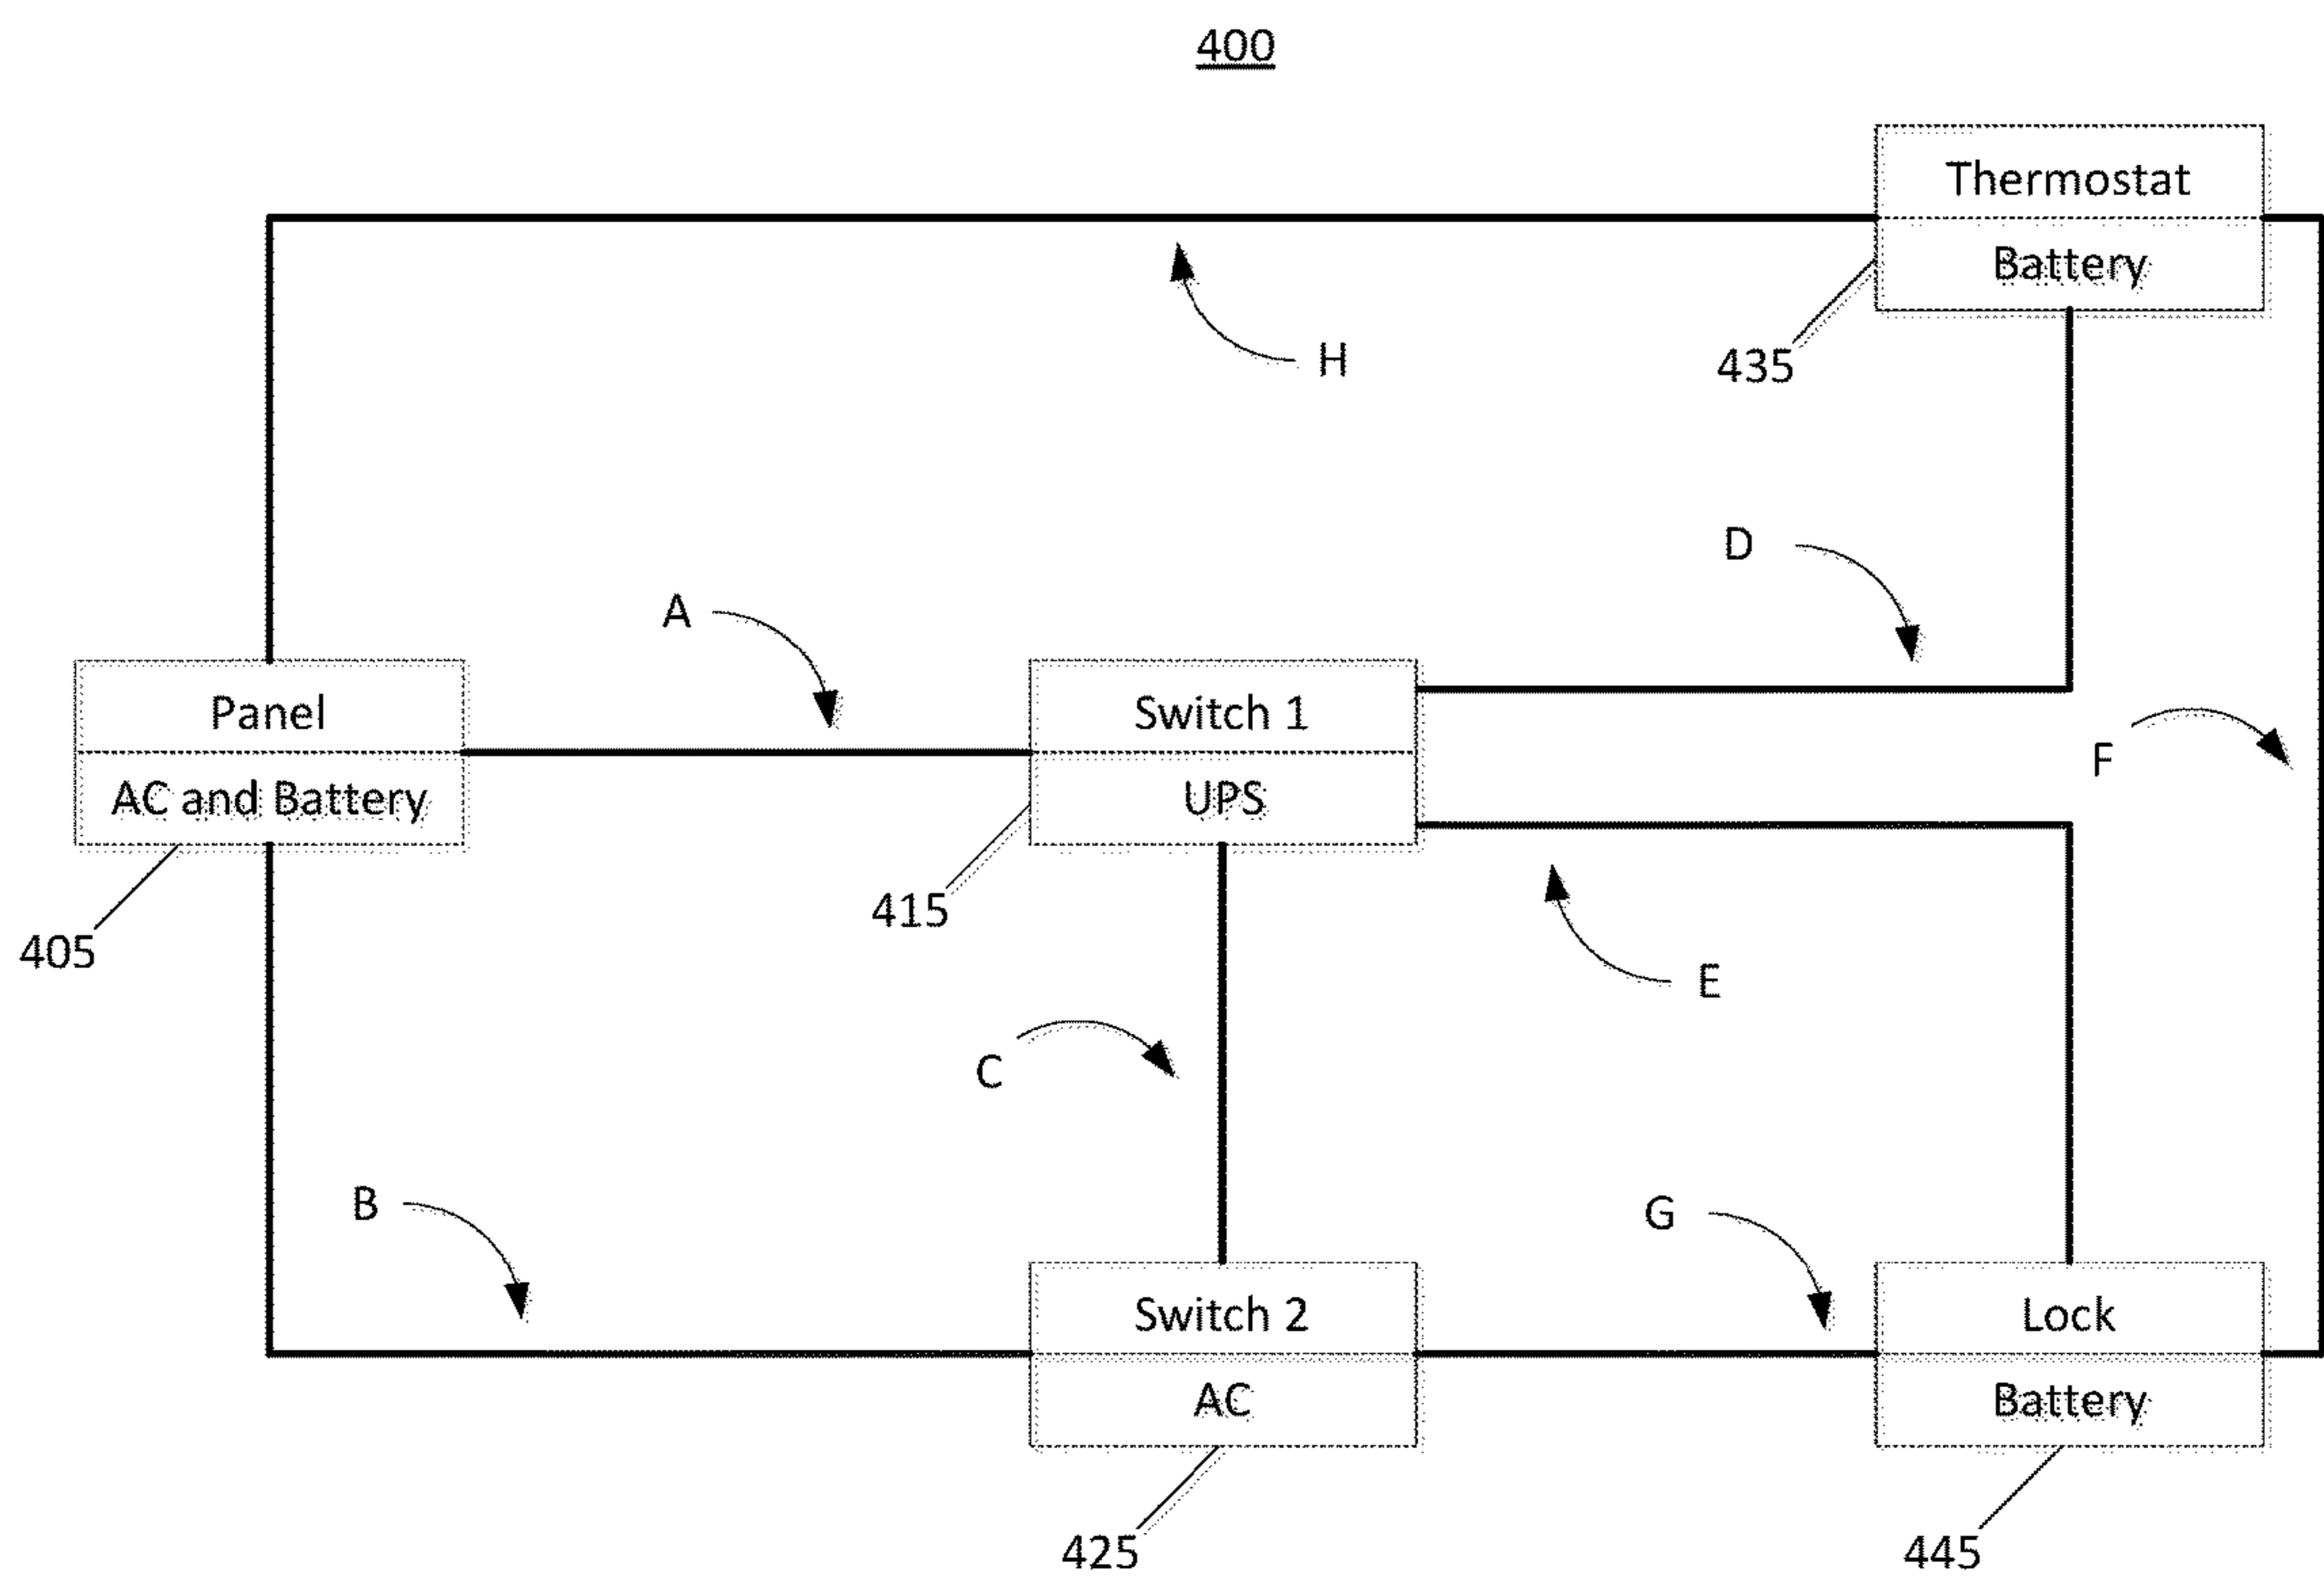 400
Thermostat
Battery
H
435
D
A
Panel
AC and Battery
Switch 1
UPS
F
415
405
E
C
B
G
Switch 2
AC
Lock
Battery
425
445